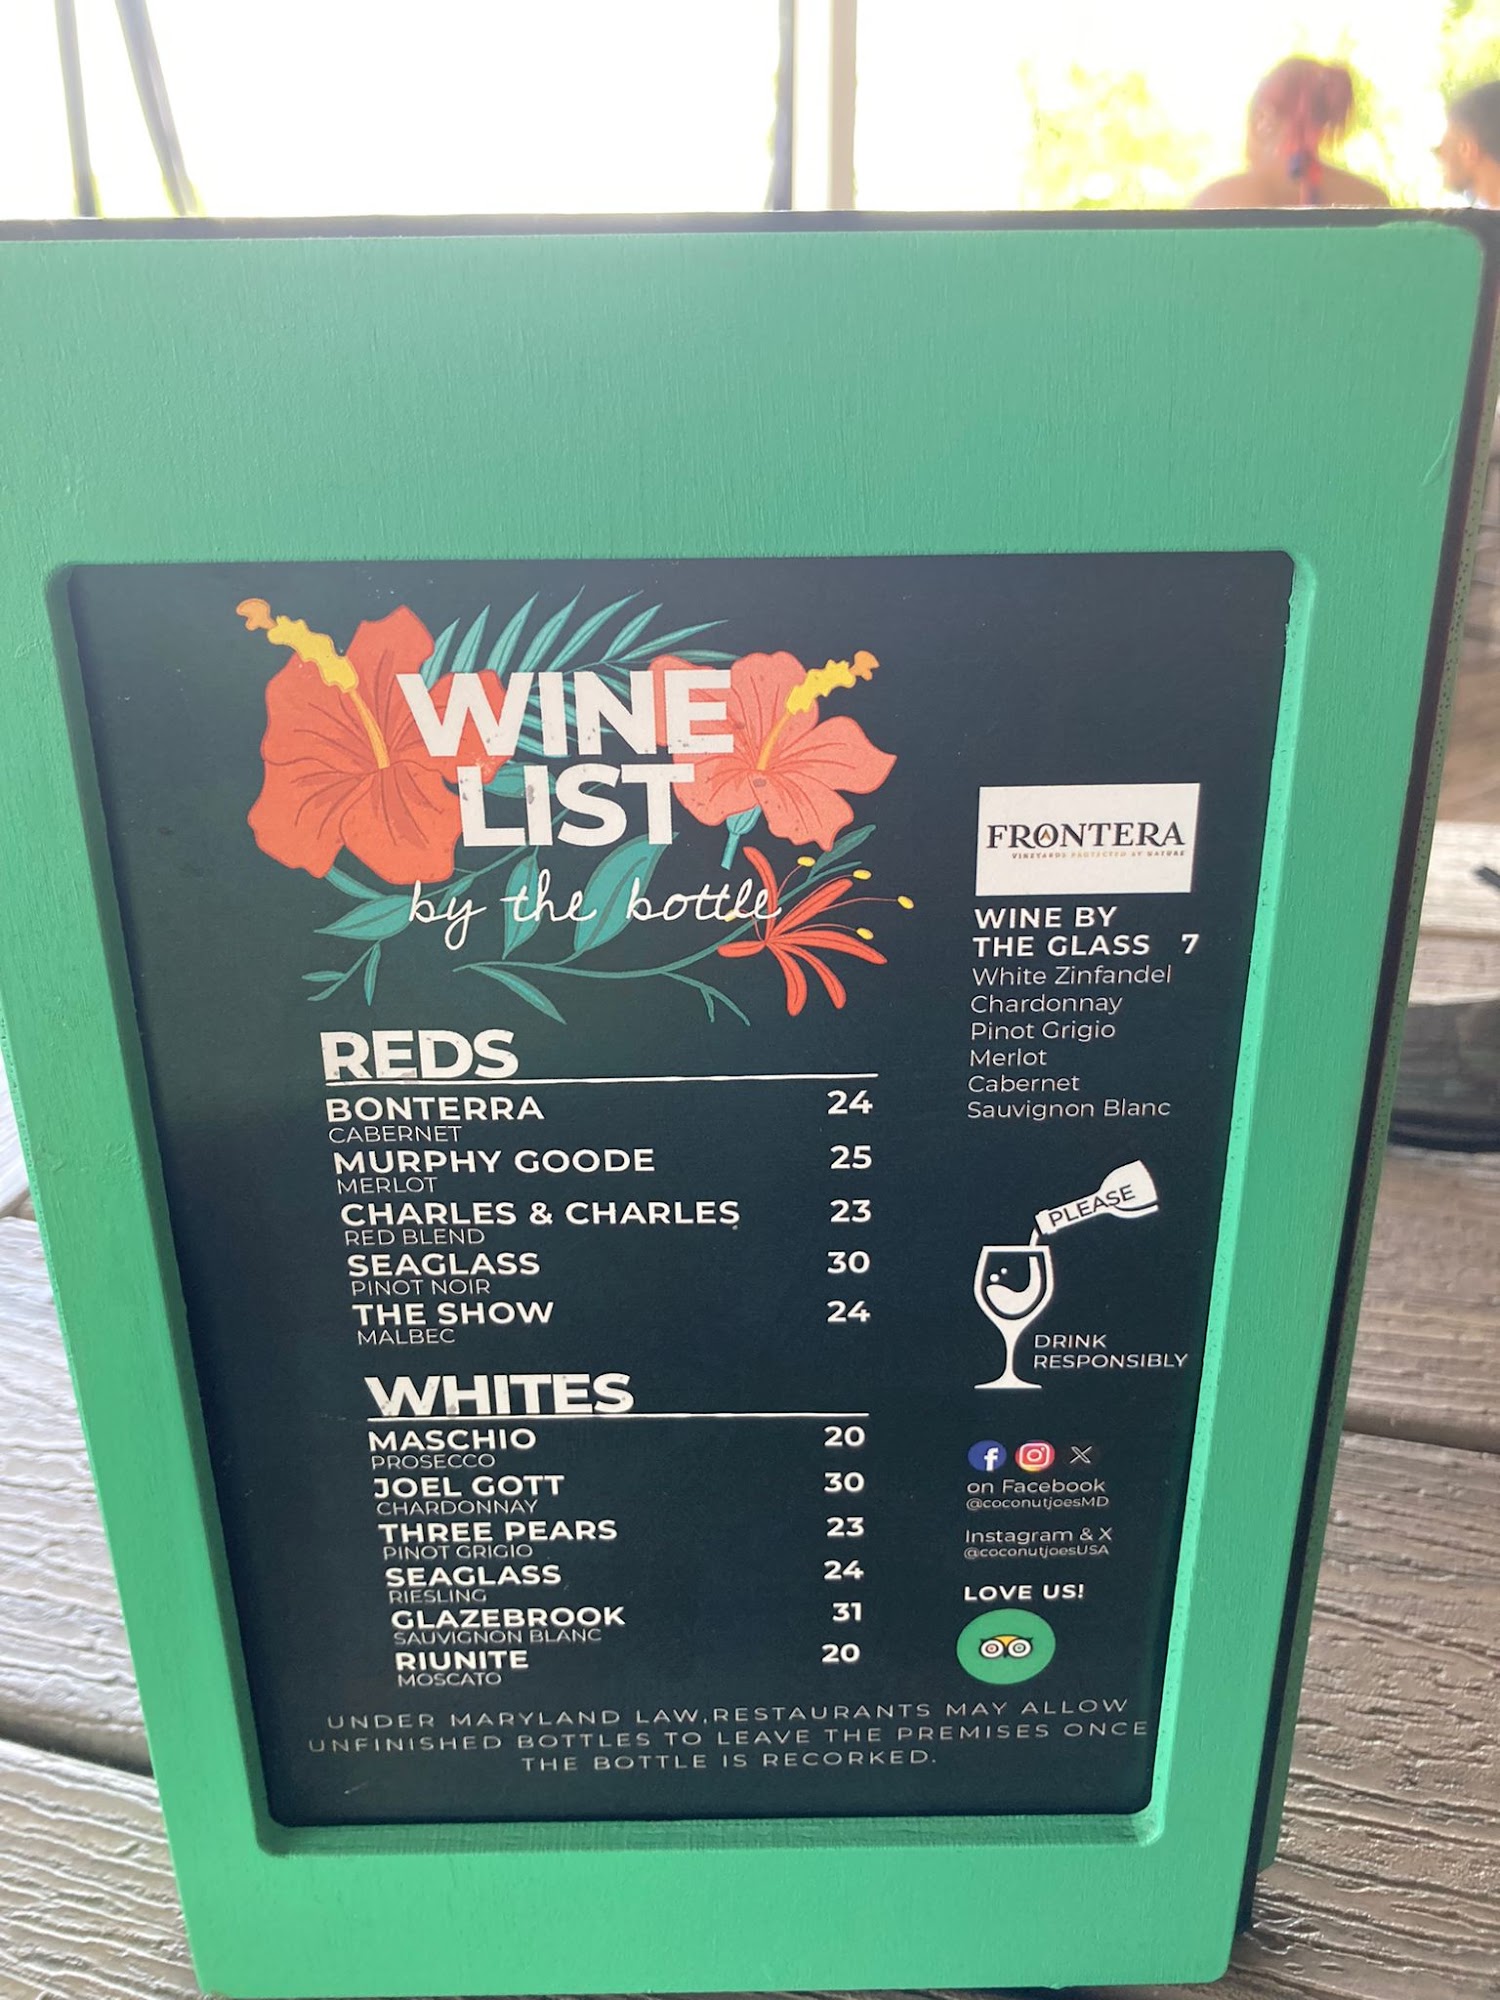 WINE
LIST
by the bottle
REDS
BONTERRA 24
CABERNET
MURPHY GOODE 25
MERLOT
CHARLES & CHARLES 23
RED BLEND
SEAGLASS 30
PINOT NOIR
THE SHOW 24
MALBEC
WHITES
MASCHIO 20
PROSECCO
JOEL GOTT 30
CHARDONNAY
THREE PEARS 23
PINOT GRIGIO
SEAGLASS 24
RIESLING
GLAZEBROOK 31
SAUVIGNON BLANC
RIUNITE 20
MOSCATO
FRONTERA
VINEYARDS PROTECTED BY NATURE
WINE BY
THE GLASS 7
White Zinfandel
Chardonnay
Pinot Grigio
Merlot
Cabernet
Sauvignon Blanc
PLEASE
DRINK
RESPONSIBLY
on Facebook
@coconutjoesMD
Instagram & X
@coconutjoesUSA
LOVE US!
UNDER MARYLAND LAW,RESTAURANTS MAY ALLOW
UNFINISHED BOTTLES TO LEAVE THE PREMISES ONCE
THE BOTTLE IS RECORKED.